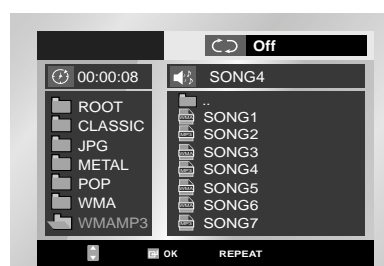 Off
00:00:08
SONG4
ROOT
CLASSIC
JPG
METAL
POP
WMA
WMAMP3
..
SONG1
SONG2
SONG3
SONG4
SONG5
SONG6
SONG7
OK REPEAT